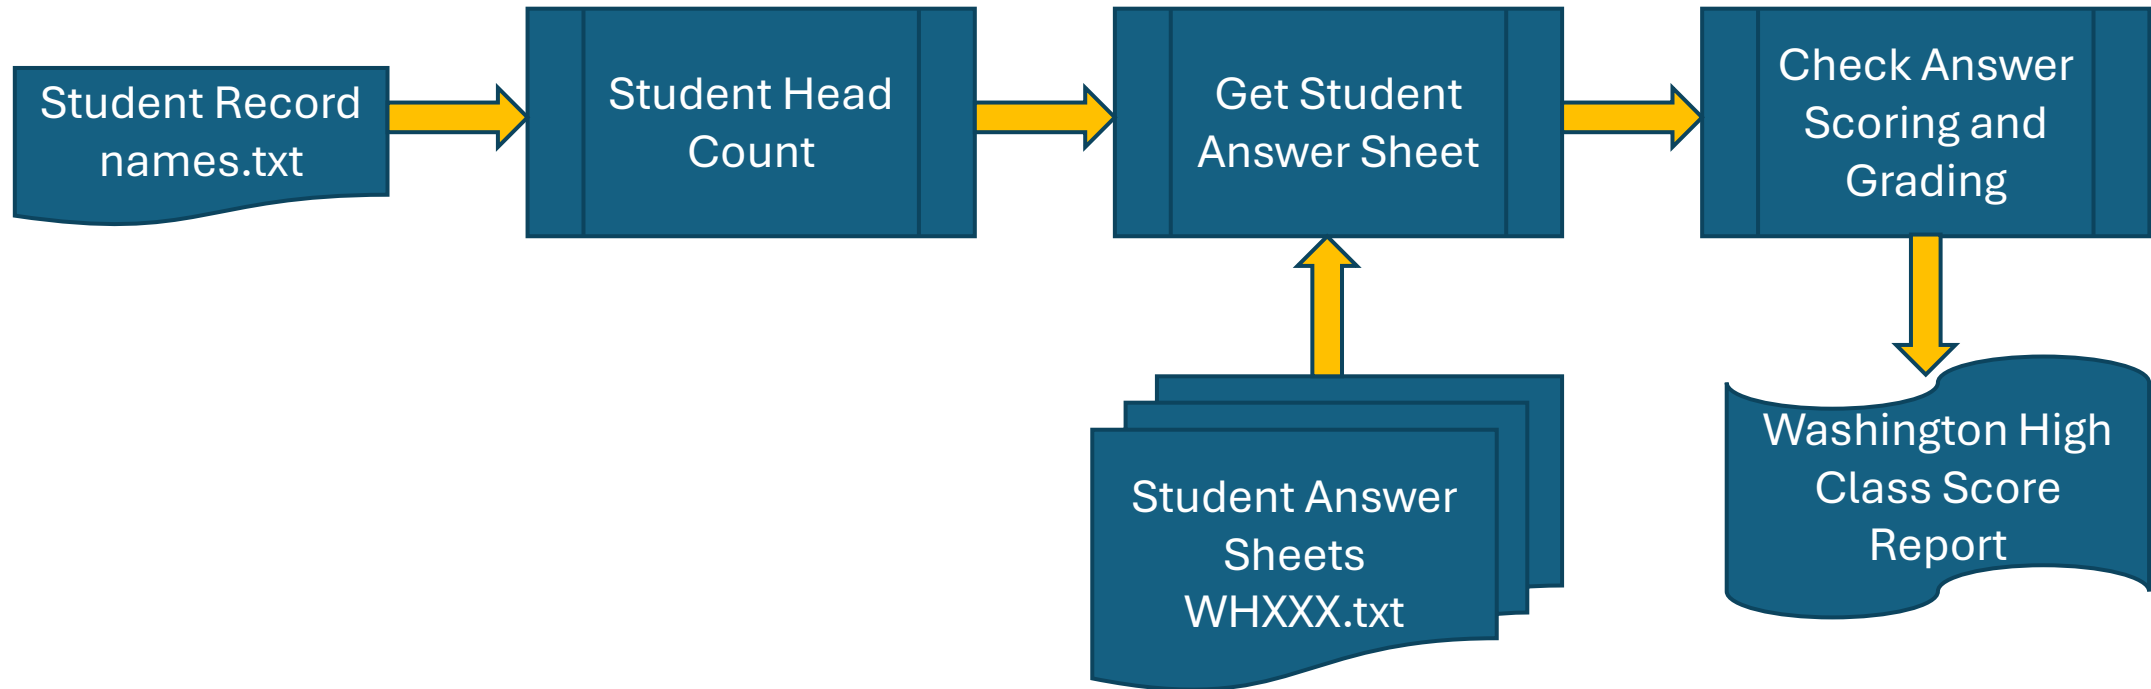 Student Record
names.txt
Student Head
Count
Get Student
Answer Sheet
Check Answer
Scoring and
Grading
Student Answer
Sheets
WHXXX.txt
Washington High
Class Score
Report